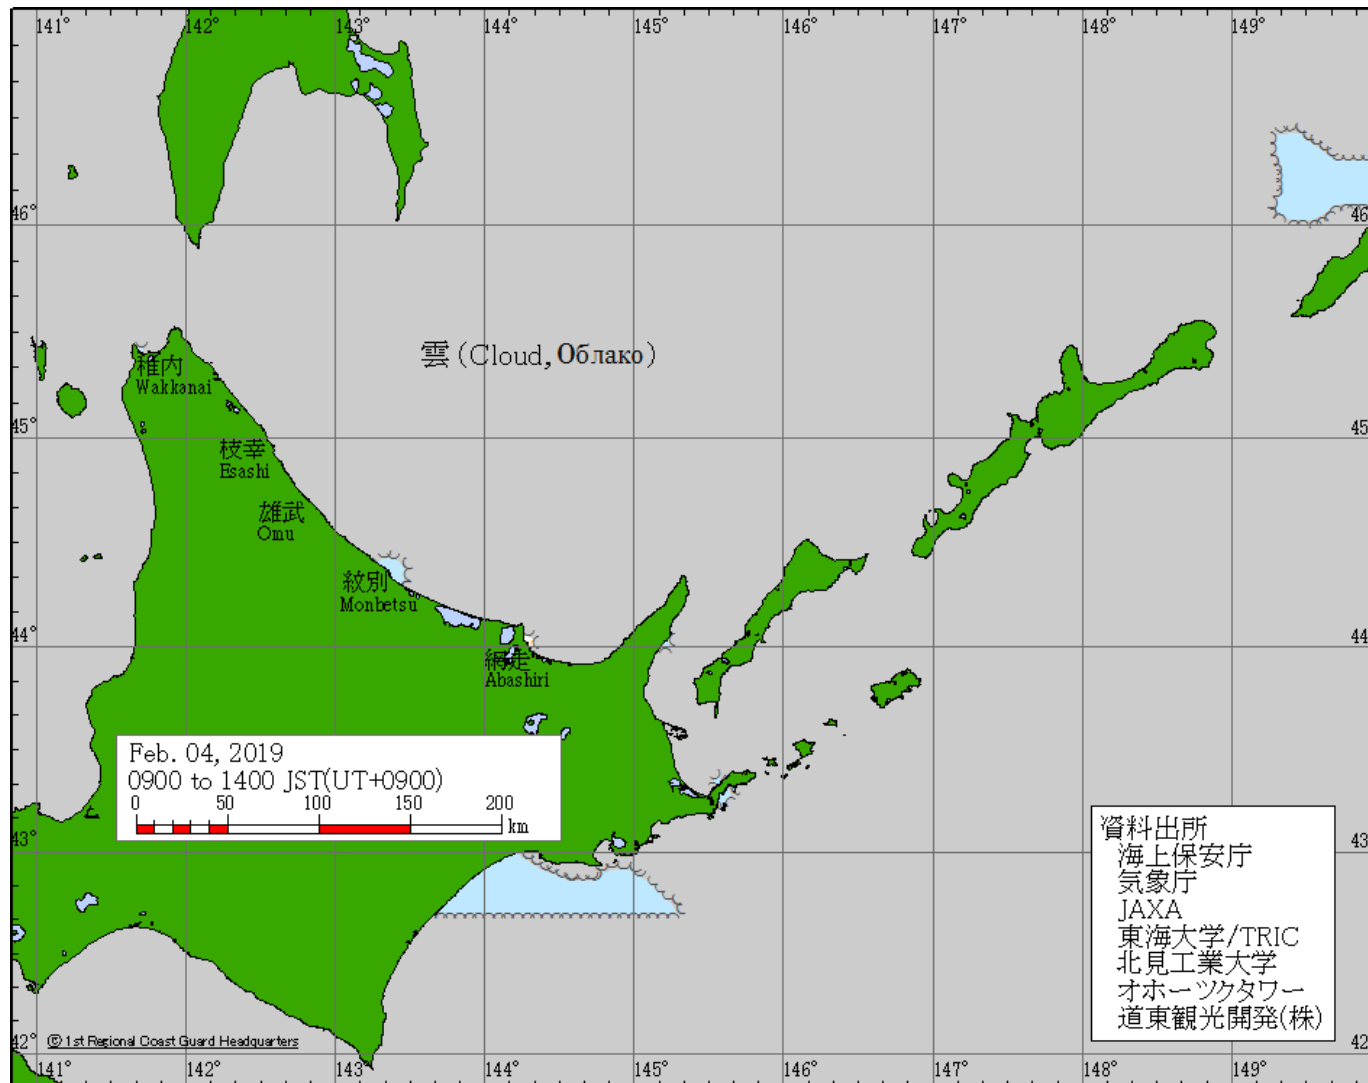 141° 142° 143° 144° 145° 146° 147° 148° 149°
46° 46
雲 (Cloud, Облако)
稚内
Wakkanai
45° 45
枝幸
Esashi
雄武
Omu
紋別
Monbetsu
44° 44
網走
Abashiri
Feb. 04, 2019
0900 to 1400 JST(UT+0900)
0 50 100 150 200
km
43° 43
資料出所
海上保安庁
気象庁
JAXA
東海大学/TRIC
北見工業大学
オホーツクタワー
道東観光開発(株)
42° 42
© 1st Regional Coast Guard Headquarters
141° 142° 143° 144° 145° 146° 147° 148° 149°